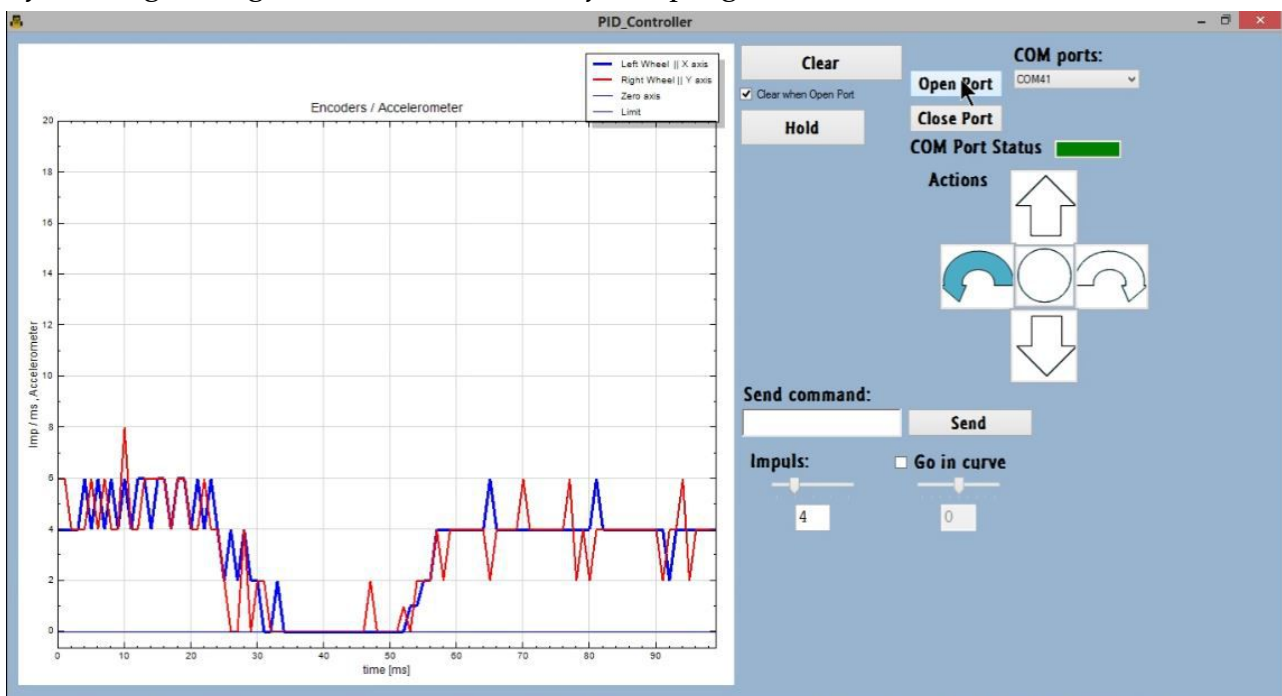 PID_Controller
Left Wheel || X axis
Right Wheel || Y axis
Zero axis
Limit
Encoders / Accelerometer
20
18
16
14
12
10
8
6
4
2
0
Imp / ms , Accelerometer
0 10 20 30 40 50 60 70 80 90
time [ms]
Clear
Clear when Open Port
Hold
COM ports:
Open Port
COM41
Close Port
COM Port Status
Actions
Send command:
Send
Impuls:
Go in curve
4
0